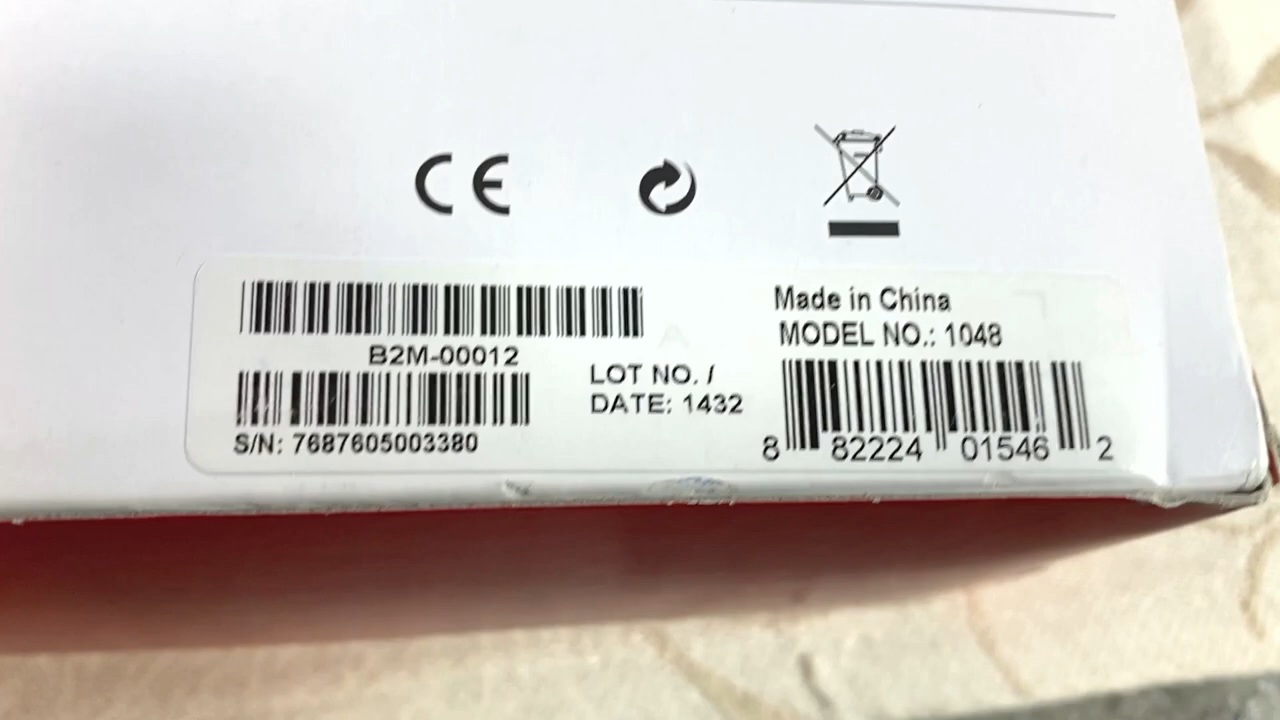 CE
B2M-00012
S/N: 7687605003380
LOT NO. /
DATE: 1432
Made in China
MODEL NO.: 1048
8 82224 01546 2